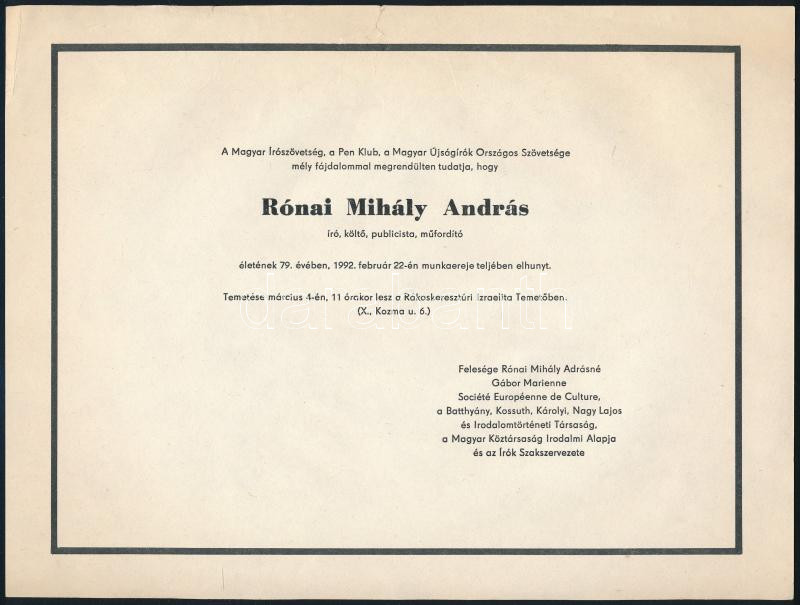 A Magyar Írószövetség, a Pen Klub, a Magyar Újságírók Országos Szövetsége
mély fájdalommal megrendülten tudatja, hogy
Rónai Mihály András
író, költő, publicista, műfordító
életének 79. évében, 1992. február 22-én munkaereje teljében elhunyt.
Temetése március 4-én, 11 órakor lesz a Rákoskeresztúri Izraelita Temetőben.
darabanth
(X., Kozma u. 6.)
Felesége Rónai Mihály Adrásné
Gábor Marienne
Société Européenne de Culture,
a Batthyány, Kossuth, Károlyi, Nagy Lajos
és Irodalomtörténeti Társaság,
a Magyar Köztársaság Irodalmi Alapja
és az Írók Szakszervezete